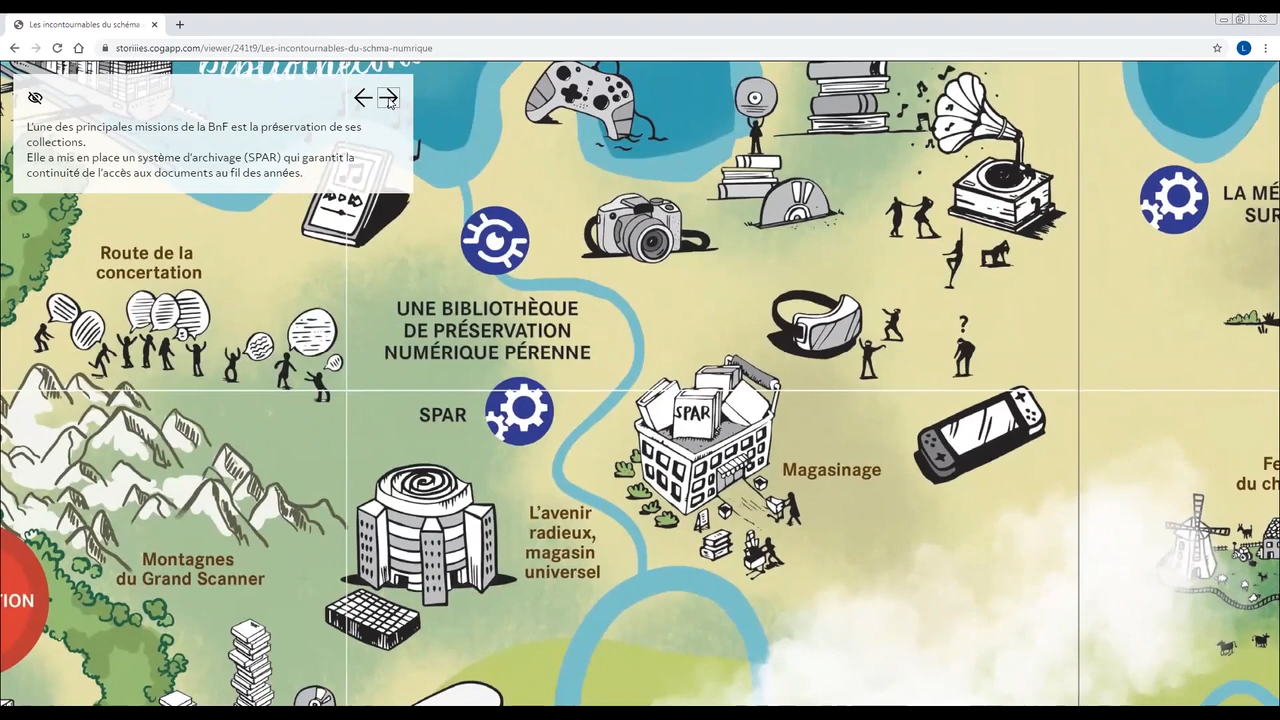 Les incontournables du schéma
storiiies.cogapp.com/viewer/241t9/Les-incontournables-du-schma-numrique
L
L'une des principales missions de la BnF est la préservation de ses
collections.
Elle a mis en place un système d'archivage (SPAR) qui garantit la
continuité de l'accès aux documents au fil des années.
Route de la
concertation
UNE BIBLIOTHÈQUE
DE PRÉSERVATION
NUMÉRIQUE PÉRENNE
?
LA MÉ
SUR
SPAR
SPAR
Magasinage
L'avenir
radieux,
magasin
universel
Montagnes
du Grand Scanner
TION
Fe
du ch